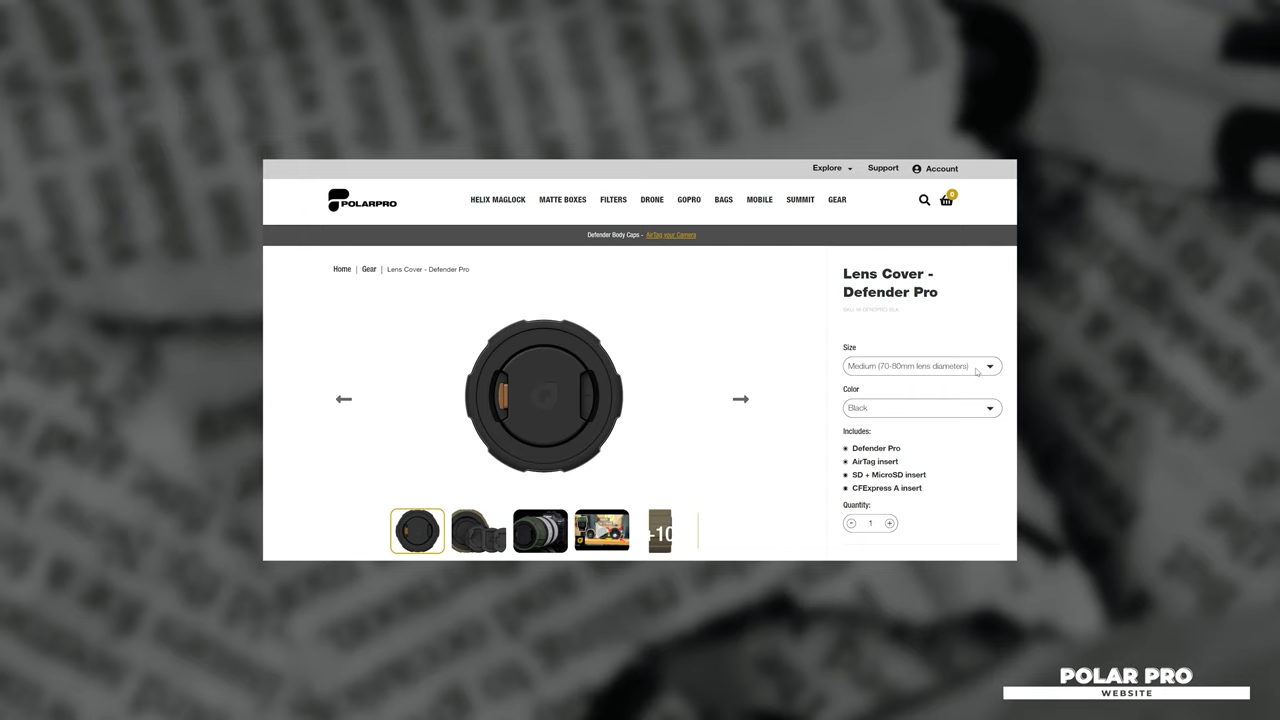 Explore
Support
Account
POLARPRO
HELIX MAGLOCK
MATTE BOXES
FILTERS
DRONE
GOPRO
BAGS
MOBILE
SUMMIT
GEAR
0
Defender Body Caps - AirTag your Camera
Home | Gear | Lens Cover - Defender Pro
Lens Cover -
Defender Pro
Size
Medium (70-80mm lens diameters)
Color
Black
Includes:
Defender Pro
AirTag insert
SD + MicroSD insert
CFExpress A insert
Quantity:
- 1 +
POLAR PRO
WEBSITE